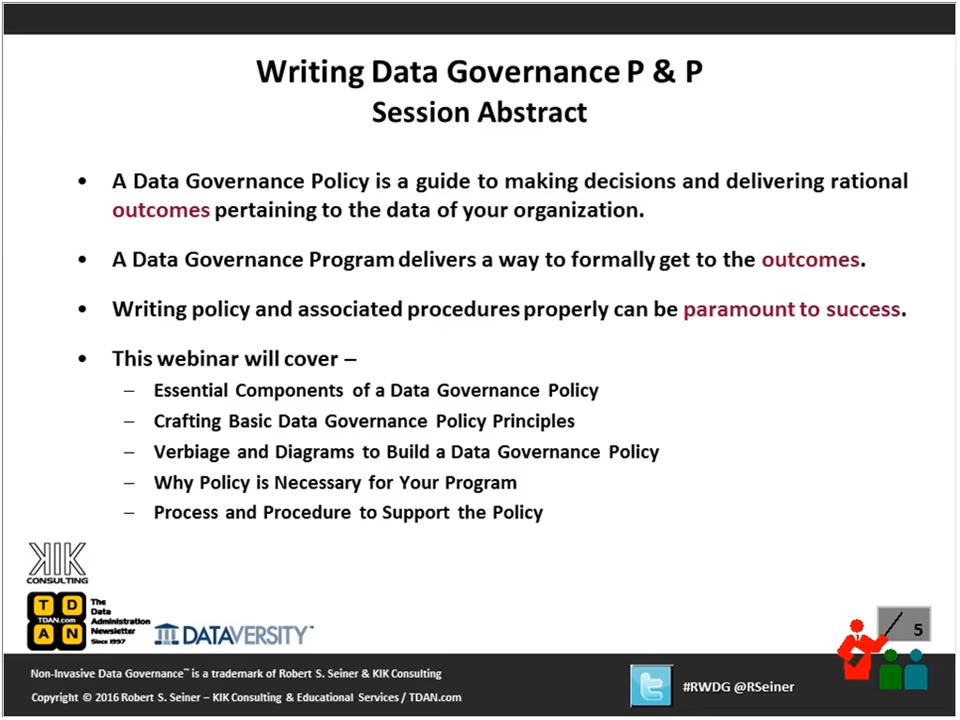 Writing Data Governance P & P
Session Abstract
• A Data Governance Policy is a guide to making decisions and delivering rational
outcomes pertaining to the data of your organization.
• A Data Governance Program delivers a way to formally get to the outcomes.
• Writing policy and associated procedures properly can be paramount to success.
• This webinar will cover –
– Essential Components of a Data Governance Policy
– Crafting Basic Data Governance Policy Principles
– Verbiage and Diagrams to Build a Data Governance Policy
– Why Policy is Necessary for Your Program
– Process and Procedure to Support the Policy
KIK
CONSULTING
T D
TDAN.com
A N
The
Data
Administration
Newsletter
Since 1997
DATAVERSITY™
5
Non-Invasive Data Governance™ is a trademark of Robert S. Seiner & KIK Consulting
Copyright © 2016 Robert S. Seiner – KIK Consulting & Educational Services / TDAN.com
#RWDG @RSeiner